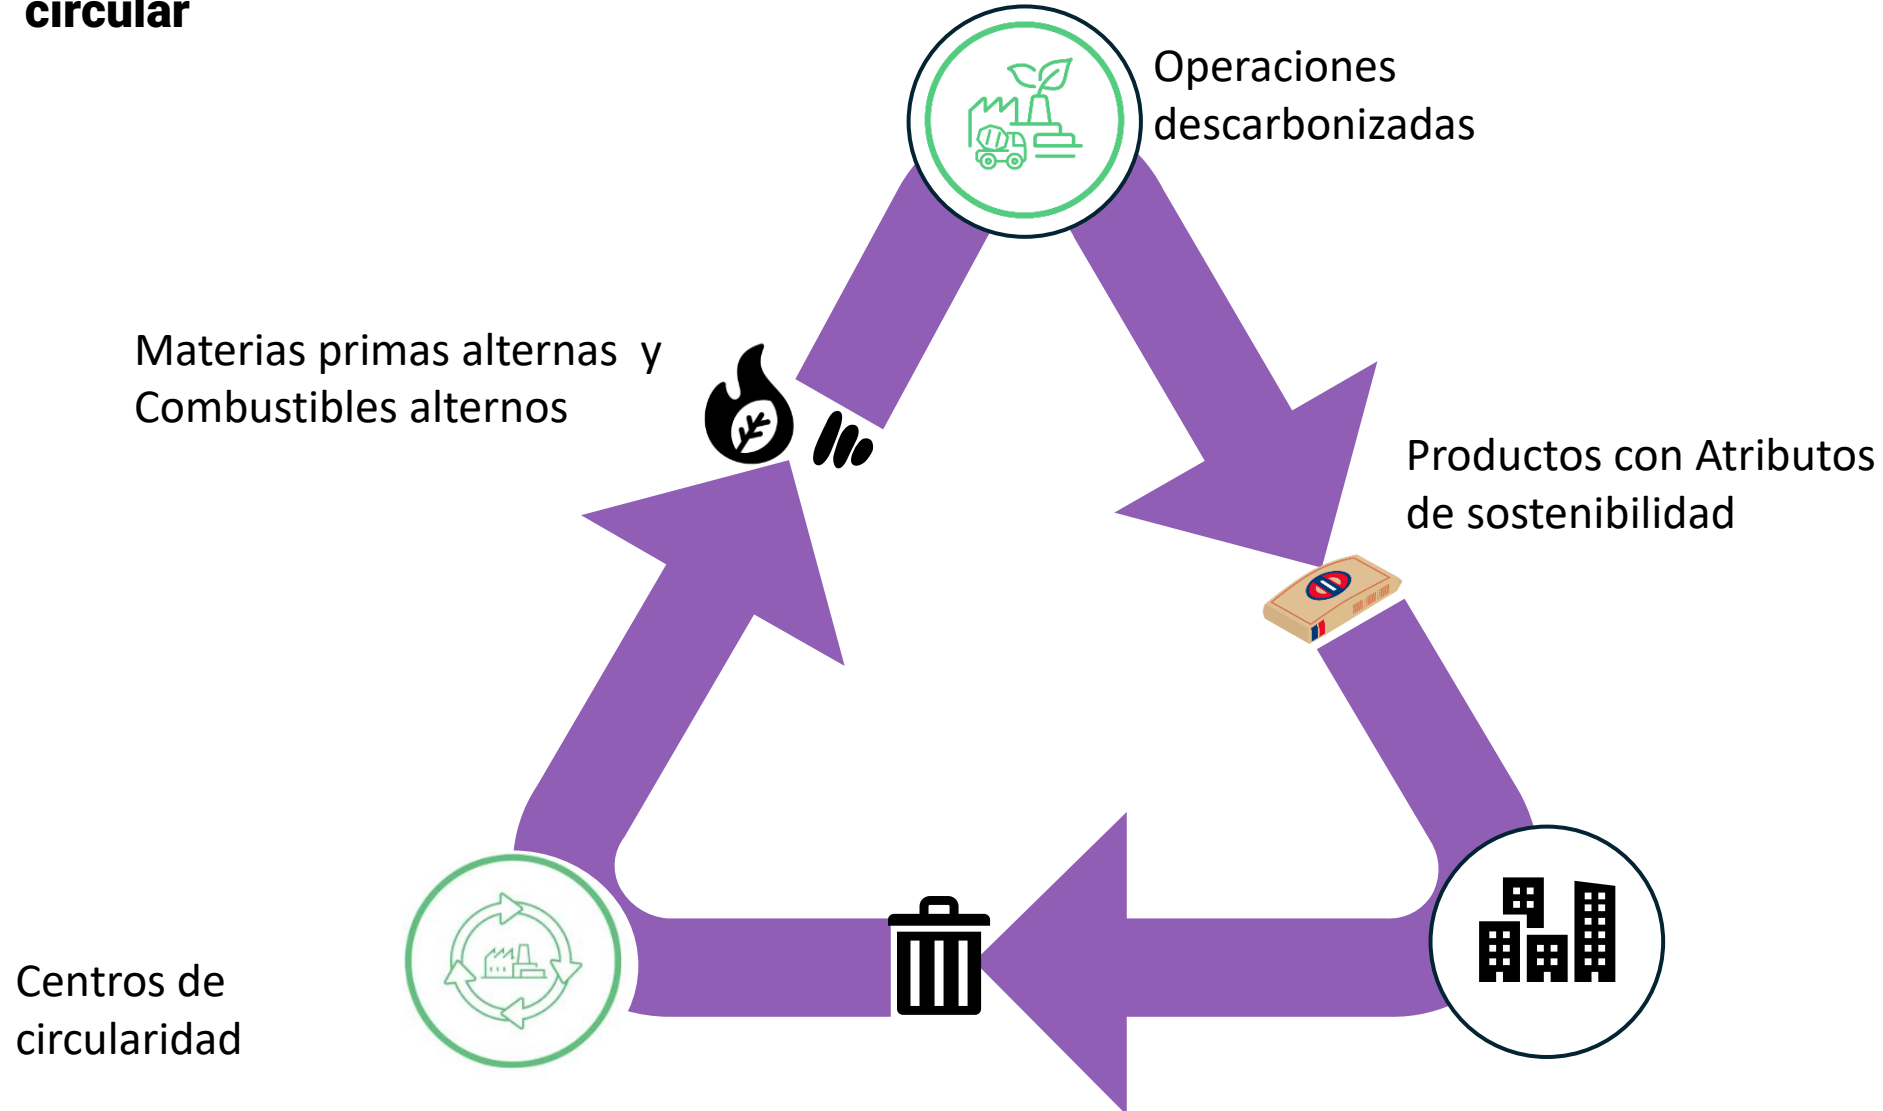 circular
Operaciones
descarbonizadas
Materias primas alternas y
Combustibles alternos
Productos con Atributos
de sostenibilidad
Centros de
circularidad